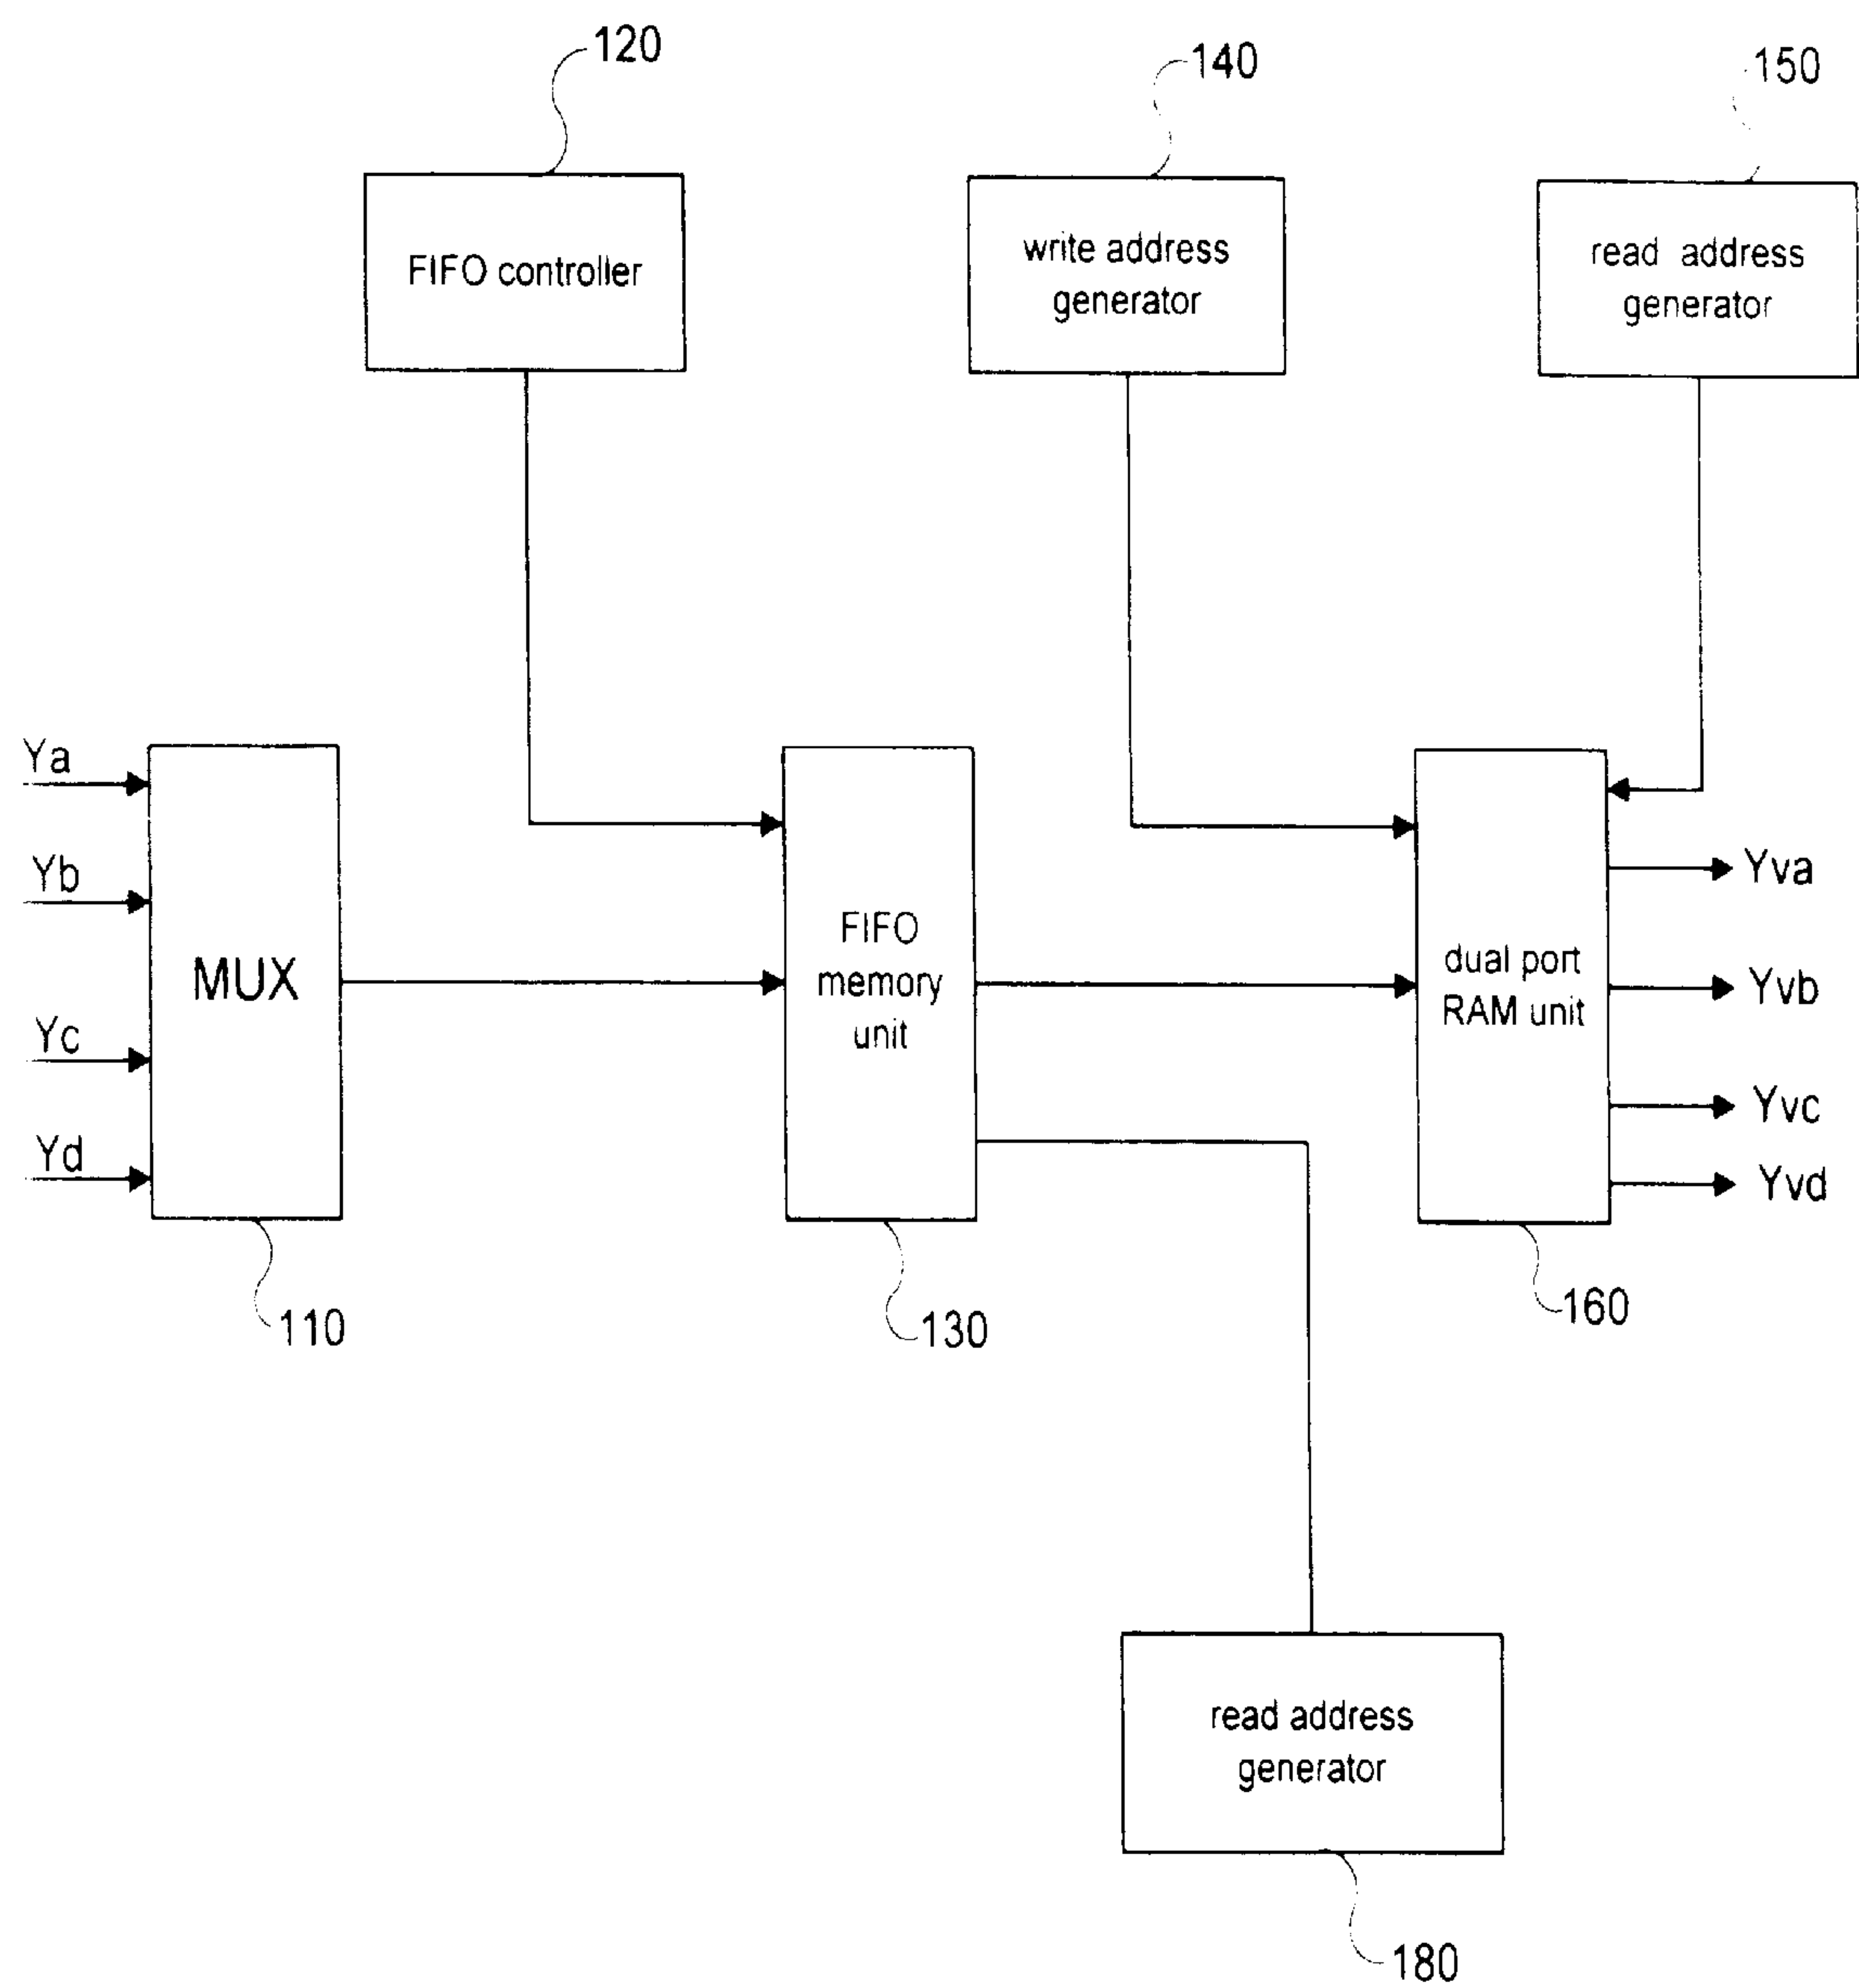 120
140
150
FIFO controller
write address
generator
read address
generator
Ya
Yb
Yc
Yd
MUX
FIFO
memory
unit
dual port
RAM unit
Yva
Yvb
Yvc
Yvd
110
130
160
read address
generator
180